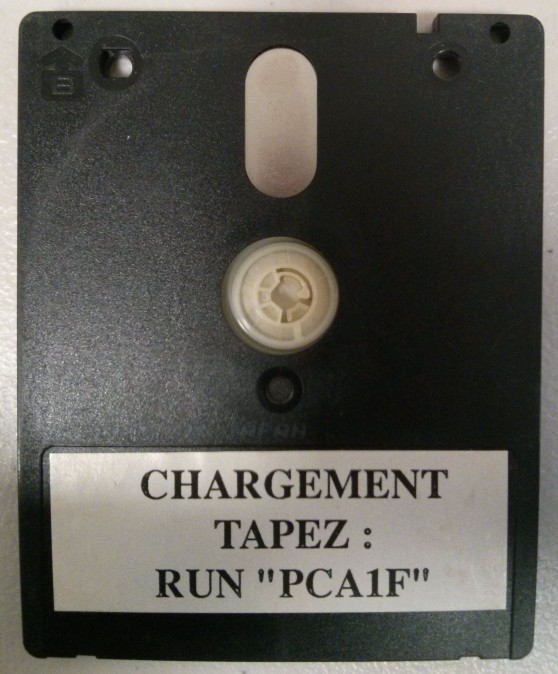 B
CHARGEMENT
TAPEZ :
RUN "PCA1F"